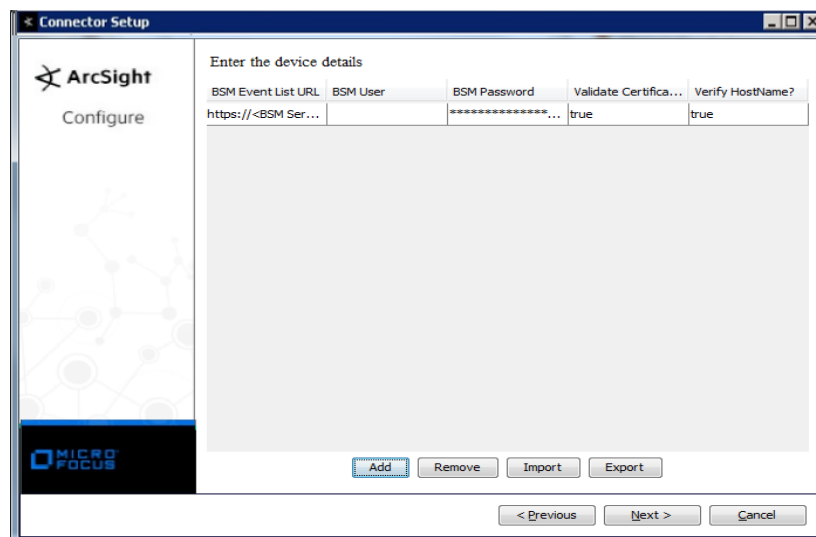 Connector Setup
ArcSight
Configure
Enter the device details
BSM Event List URL BSM User BSM Password Validate Certifica... Verify HostName?
https://<BSM Ser... **************... true true
MICRO
FOCUS
Add Remove Import Export
< Previous Next > Cancel